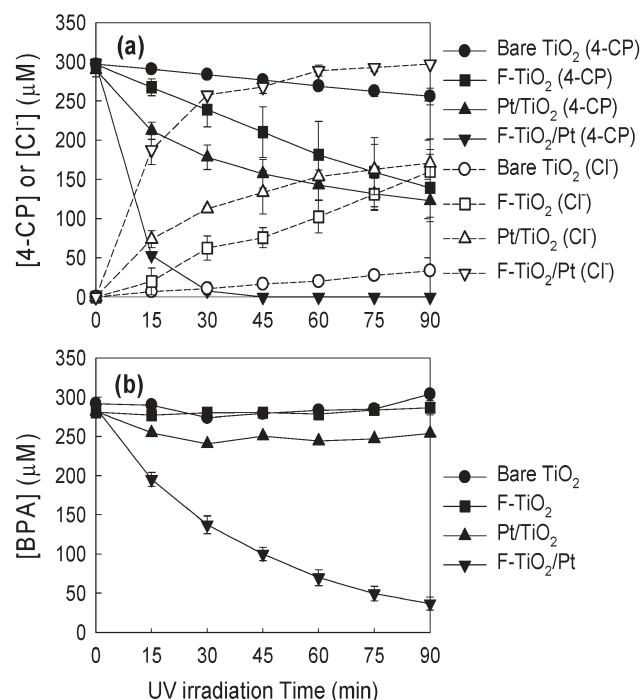 (a)
350
300
250
200
150
100
50
0
[4-CP] or [Cl⁻] (μM)
0 15 30 45 60 75 90
Bare TiO₂ (4-CP)
F-TiO₂ (4-CP)
Pt/TiO₂ (4-CP)
F-TiO₂/Pt (4-CP)
Bare TiO₂ (Cl⁻)
F-TiO₂ (Cl⁻)
Pt/TiO₂ (Cl⁻)
F-TiO₂/Pt (Cl⁻)
(b)
350
300
250
200
150
100
50
0
[BPA] (μM)
0 15 30 45 60 75 90
UV irradiation Time (min)
Bare TiO₂
F-TiO₂
Pt/TiO₂
F-TiO₂/Pt